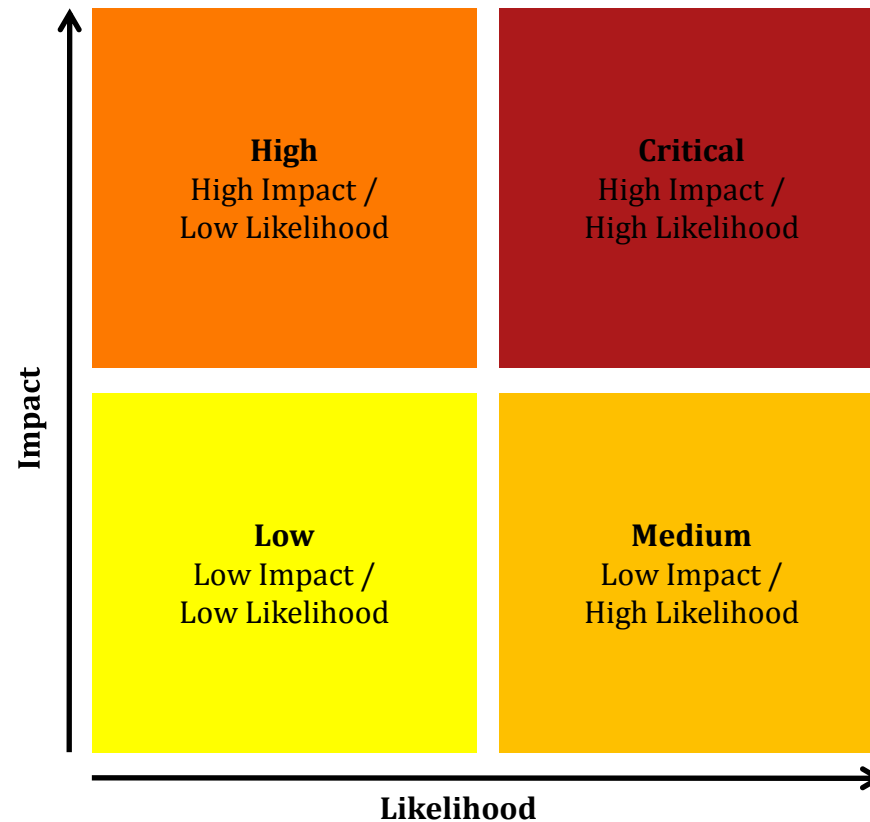 High
High Impact /
Low Likelihood
Critical
High Impact /
High Likelihood
Impact
Low
Low Impact /
Low Likelihood
Medium
Low Impact /
High Likelihood
Likelihood